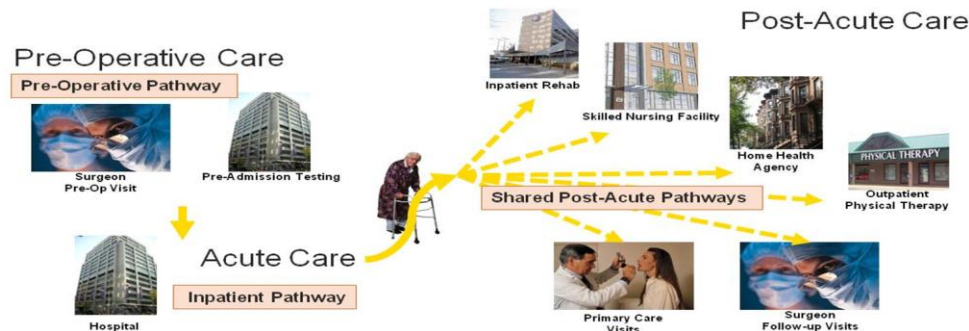 Pre-Operative Care
Pre-Operative Pathway
Surgeon
Pre-Op Visit
Pre-Admission Testing
Acute Care
Inpatient Pathway
Hospital
Post-Acute Care
Inpatient Rehab
Skilled Nursing Facility
Home Health
Agency
PHYSICAL THERAPY
Outpatient
Physical Therapy
Shared Post-Acute Pathways
Primary Care
Visits
Surgeon
Follow-up Visits